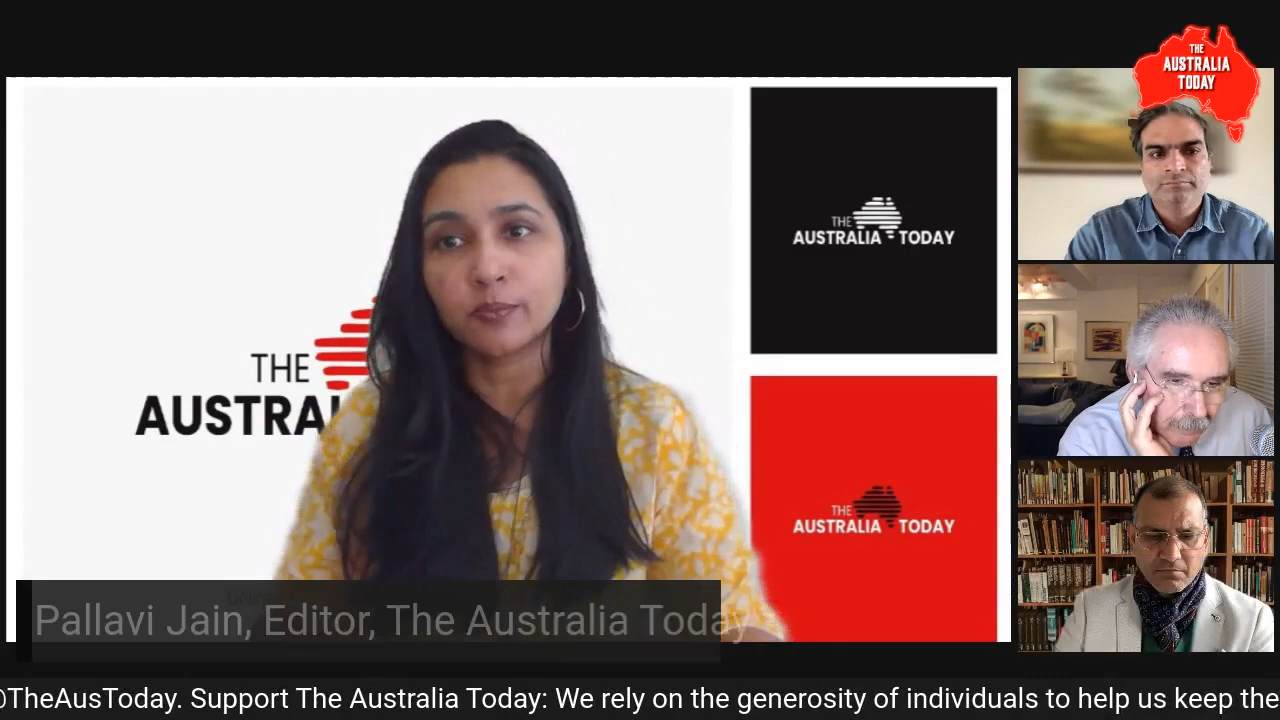 THE
AUSTRALIA
TODAY
THE
AUSTRAL
THE
AUSTRALIA TODAY
THE
AUSTRALIA TODAY
Pallavi Jain, Editor, The Australia Today
@TheAusToday. Support The Australia Today: We rely on the generosity of individuals to help us keep the